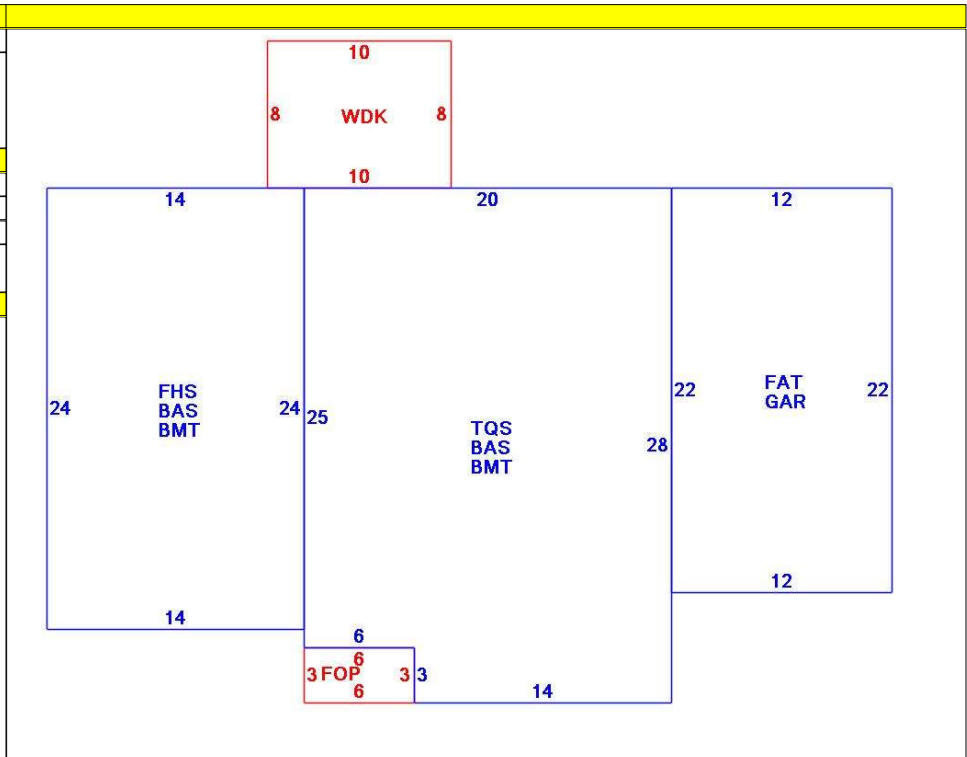 10
8 WDK 8
10
14 20 12
24 FHS 24
BAS
BMT
25 TQS 28
BAS
BMT
22 FAT 22
GAR
12
14
6
6
3 FOP 3 3
6
14